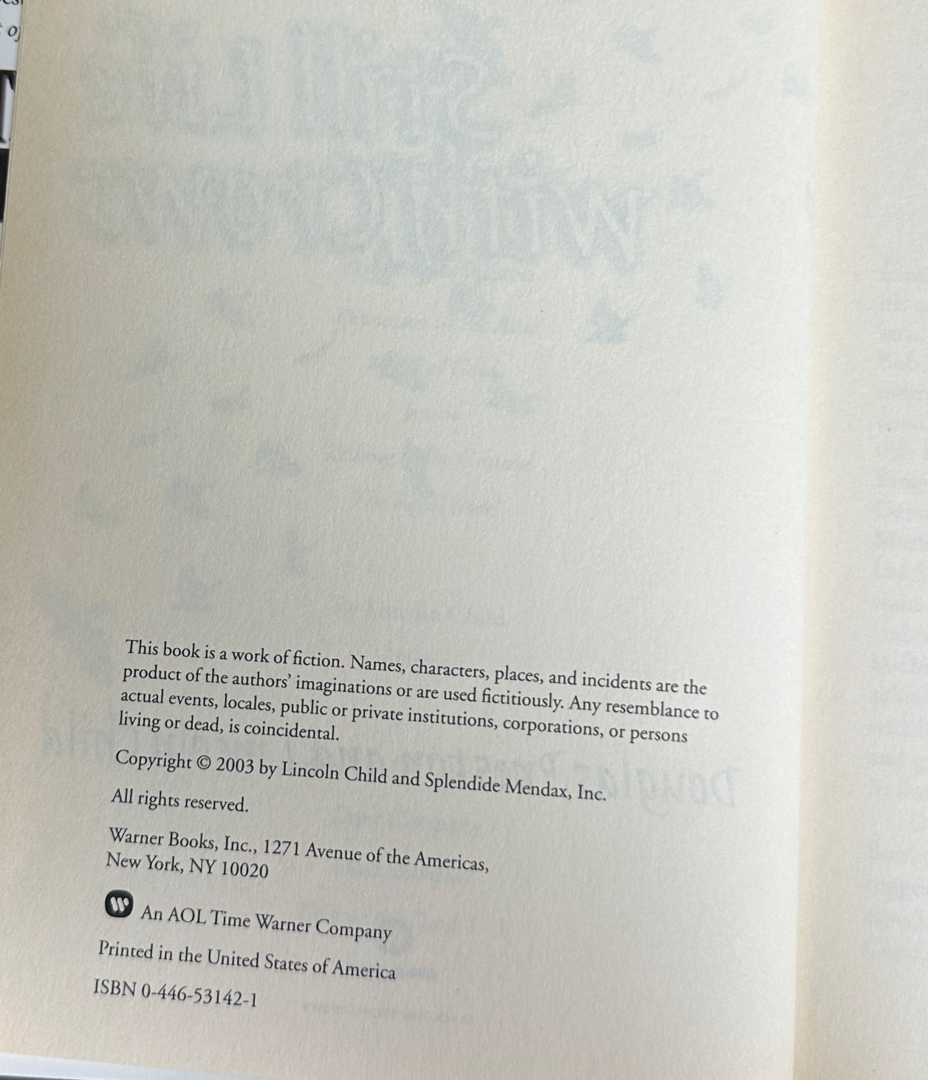 This book is a work of fiction. Names, characters, places, and incidents are the
product of the authors' imaginations or are used fictitiously. Any resemblance to
actual events, locales, public or private institutions, corporations, or persons
living or dead, is coincidental.
Copyright © 2003 by Lincoln Child and Splendide Mendax, Inc.
All rights reserved.
Warner Books, Inc., 1271 Avenue of the Americas,
New York, NY 10020
W An AOL Time Warner Company
Printed in the United States of America
ISBN 0-446-53142-1